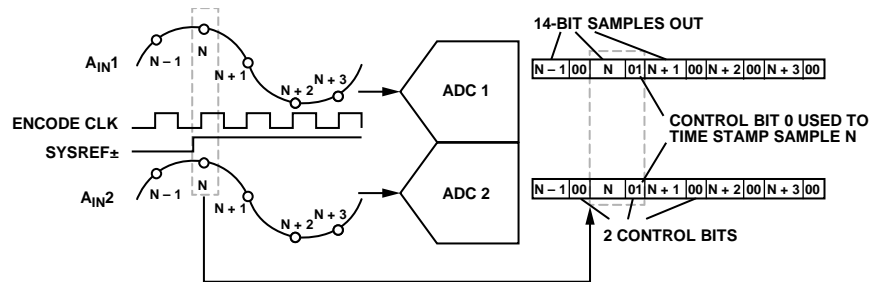 14-BIT SAMPLES OUT
A_IN1
N – 1
N
N + 1
N + 2
N + 3
ADC 1
N – 1 00 N 01 N + 1 00 N + 2 00 N + 3 00
ENCODE CLK
SYSREF±
CONTROL BIT 0 USED TO
TIME STAMP SAMPLE N
A_IN2
N – 1
N
N + 1
N + 2
N + 3
ADC 2
N – 1 00 N 01 N + 1 00 N + 2 00 N + 3 00
2 CONTROL BITS